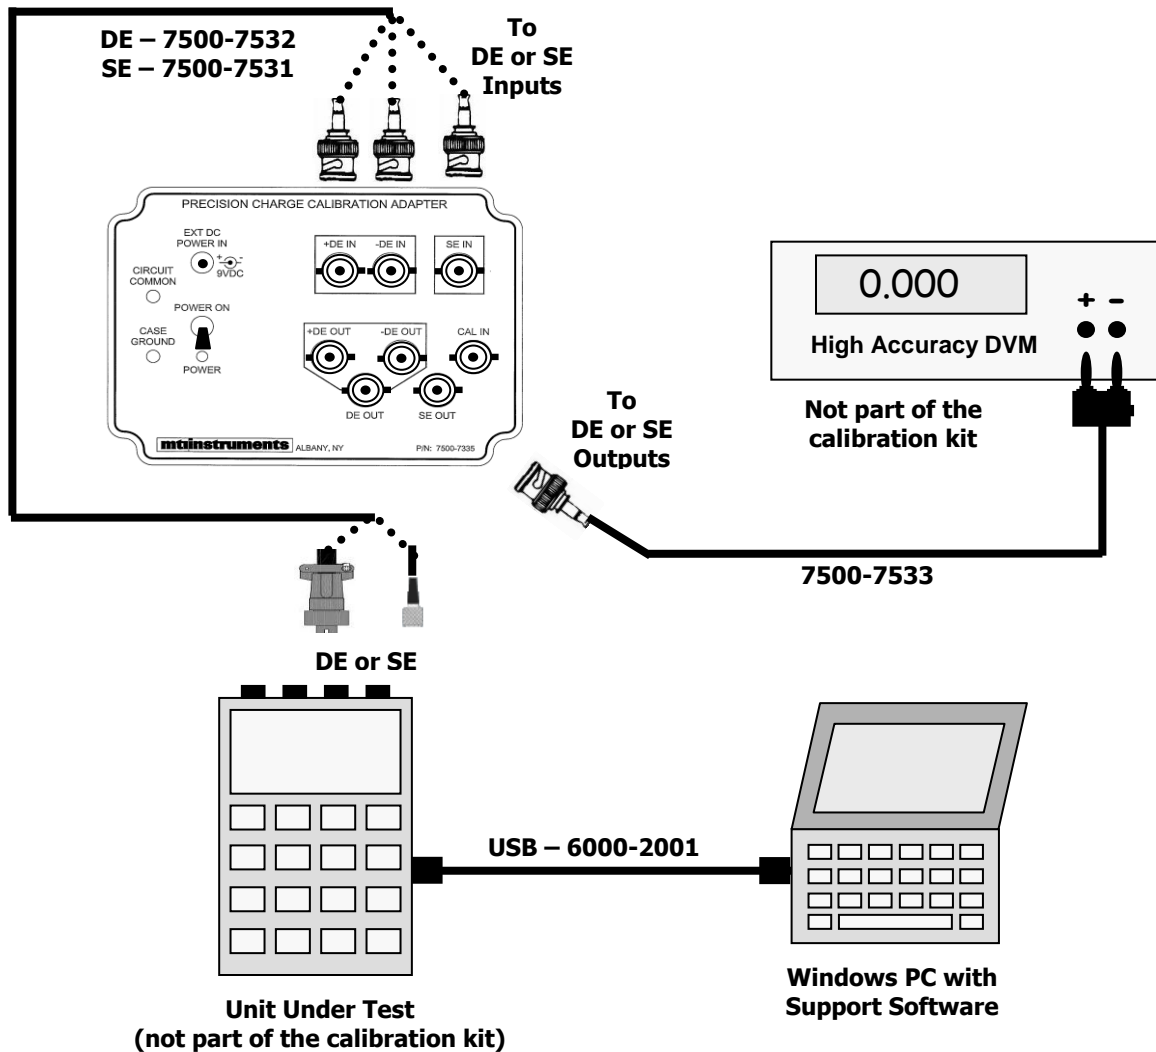 DE – 7500-7532
SE – 7500-7531
To
DE or SE
Inputs
PRECISION CHARGE CALIBRATION ADAPTER
EXT DC
POWER IN
+ -
9VDC
CIRCUIT
COMMON
POWER ON
CASE
GROUND
POWER
+DE IN
-DE IN
SE IN
+DE OUT
-DE OUT
CAL IN
DE OUT
SE OUT
mtiinstruments ALBANY, NY
P/N: 7500-7335
0.000
+ –
High Accuracy DVM
Not part of the
calibration kit
To
DE or SE
Outputs
7500-7533
DE or SE
USB – 6000-2001
Unit Under Test
(not part of the calibration kit)
Windows PC with
Support Software